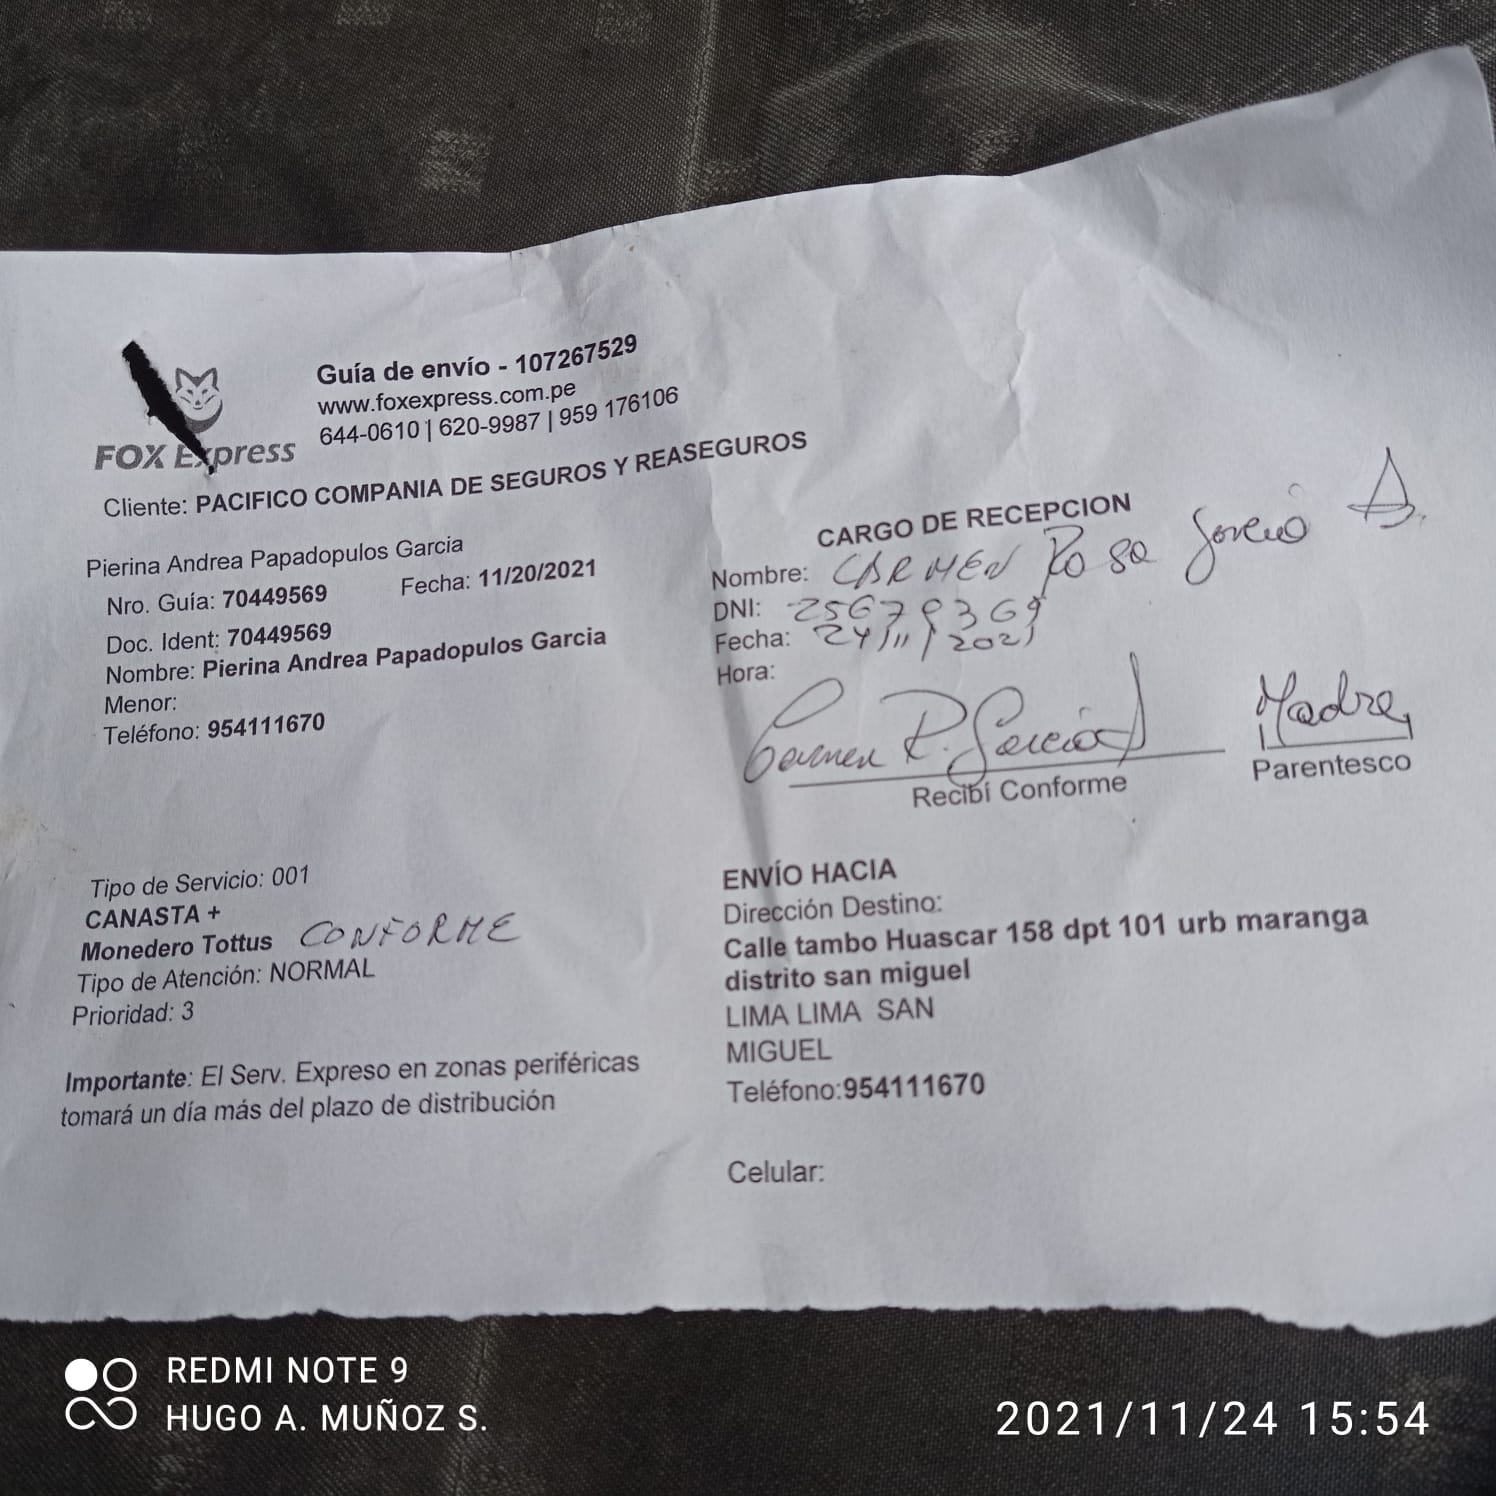 FOX Express
Guía de envío - 107267529
www.foxexpress.com.pe
644-0610 | 620-9987 | 959 176106
Cliente: PACIFICO COMPANIA DE SEGUROS Y REASEGUROS
Pierina Andrea Papadopulos Garcia
Nro. Guía: 70449569 Fecha: 11/20/2021
Doc. Ident: 70449569
Nombre: Pierina Andrea Papadopulos Garcia
Menor:
Teléfono: 954111670
CARGO DE RECEPCION
Nombre: CARMEN Rosa
DNI: 25679369
Fecha: 24/11/2021
Hora:
Carmen R. García
Recibí Conforme
Madre
Parentesco
Tipo de Servicio: 001
CANASTA +
Monedero Tottus CONFORME
Tipo de Atención: NORMAL
Prioridad: 3
Importante: El Serv. Expreso en zonas periféricas
tomará un día más del plazo de distribución
ENVÍO HACIA
Dirección Destino:
Calle tambo Huascar 158 dpt 101 urb maranga
distrito san miguel
LIMA LIMA SAN
MIGUEL
Teléfono:954111670
Celular:
REDMI NOTE 9
HUGO A. MUÑOZ S.
2021/11/24 15:54